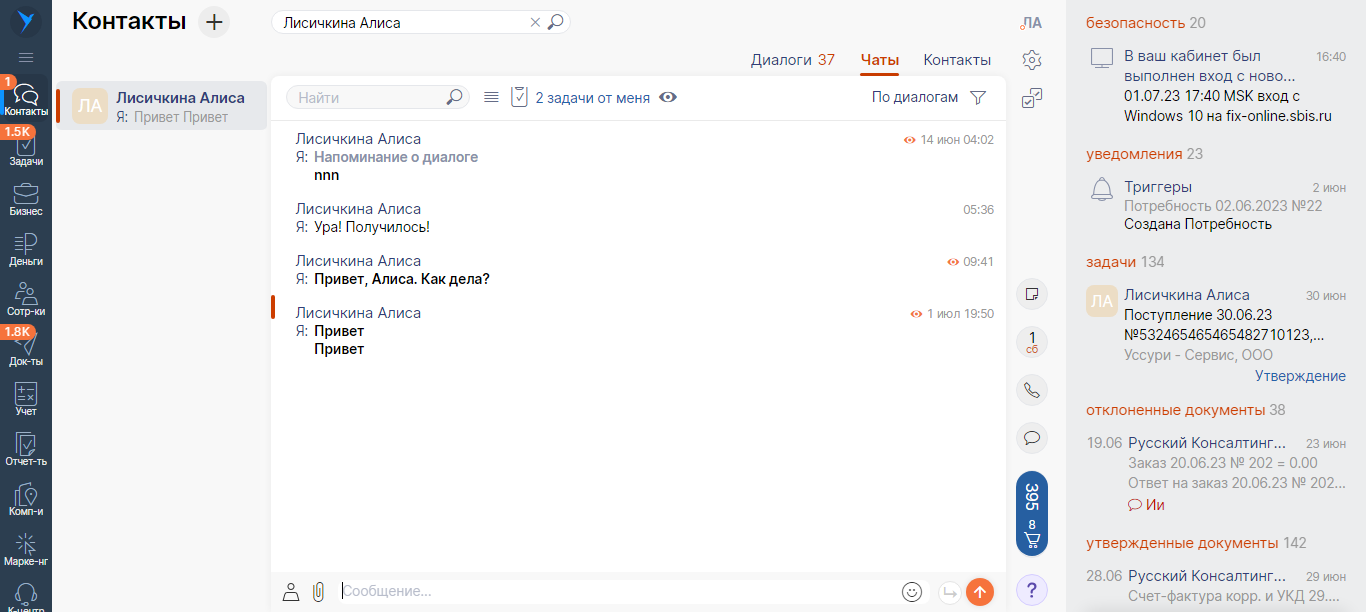 Контакты
Лисичкина Алиса
ЛА
Диалоги 37
Чаты
Контакты
1
Контакты
1.5K
Задачи
Бизнес
Деньги
Сотр-ки
1.8K
Док-ты
Учет
Отчет-ть
Комп-и
Марке-нг
К-центр
ЛА
Лисичкина Алиса
Я: Привет Привет
Найти
2 задачи от меня
По диалогам
Лисичкина Алиса
14 июн 04:02
Я: Напоминание о диалоге
nnn
Лисичкина Алиса
05:36
Я: Ура! Получилось!
Лисичкина Алиса
09:41
Я: Привет, Алиса. Как дела?
Лисичкина Алиса
1 июл 19:50
Я: Привет
Привет
Сообщение...
1
сб
395
8
?
безопасность 20
В ваш кабинет был
16:40
выполнен вход с ново...
01.07.23 17:40 MSK вход с
Windows 10 на fix-online.sbis.ru
уведомления 23
Триггеры
2 июн
Потребность 02.06.2023 №22
Создана Потребность
задачи 134
ЛА
Лисичкина Алиса
30 июн
Поступление 30.06.23
№532465465465482710123,...
Уссури - Сервис, ООО
Утверждение
отклоненные документы 38
19.06 Русский Консалтинг...
23 июн
Заказ 20.06.23 № 202 = 0.00
Ответ на заказ 20.06.23 № 202...
Ии
утвержденные документы 142
28.06 Русский Консалтинг...
29 июн
Счет-фактура корр. и УКД 29....